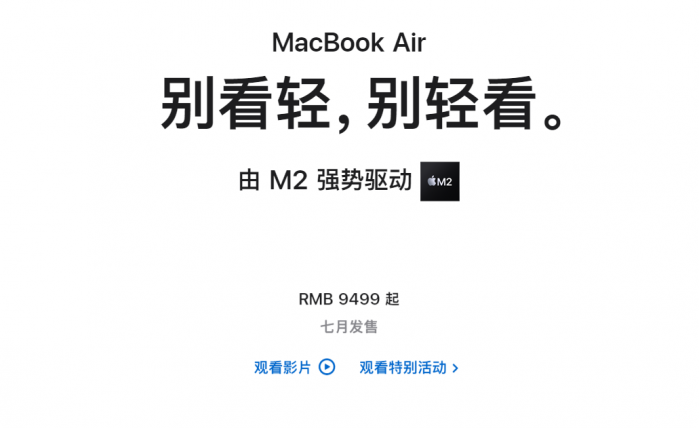 MacBook Air
别看轻，别轻看。
由 M2 强势驱动 M2
RMB 9499 起
七月发售
观看影片 观看特别活动 >